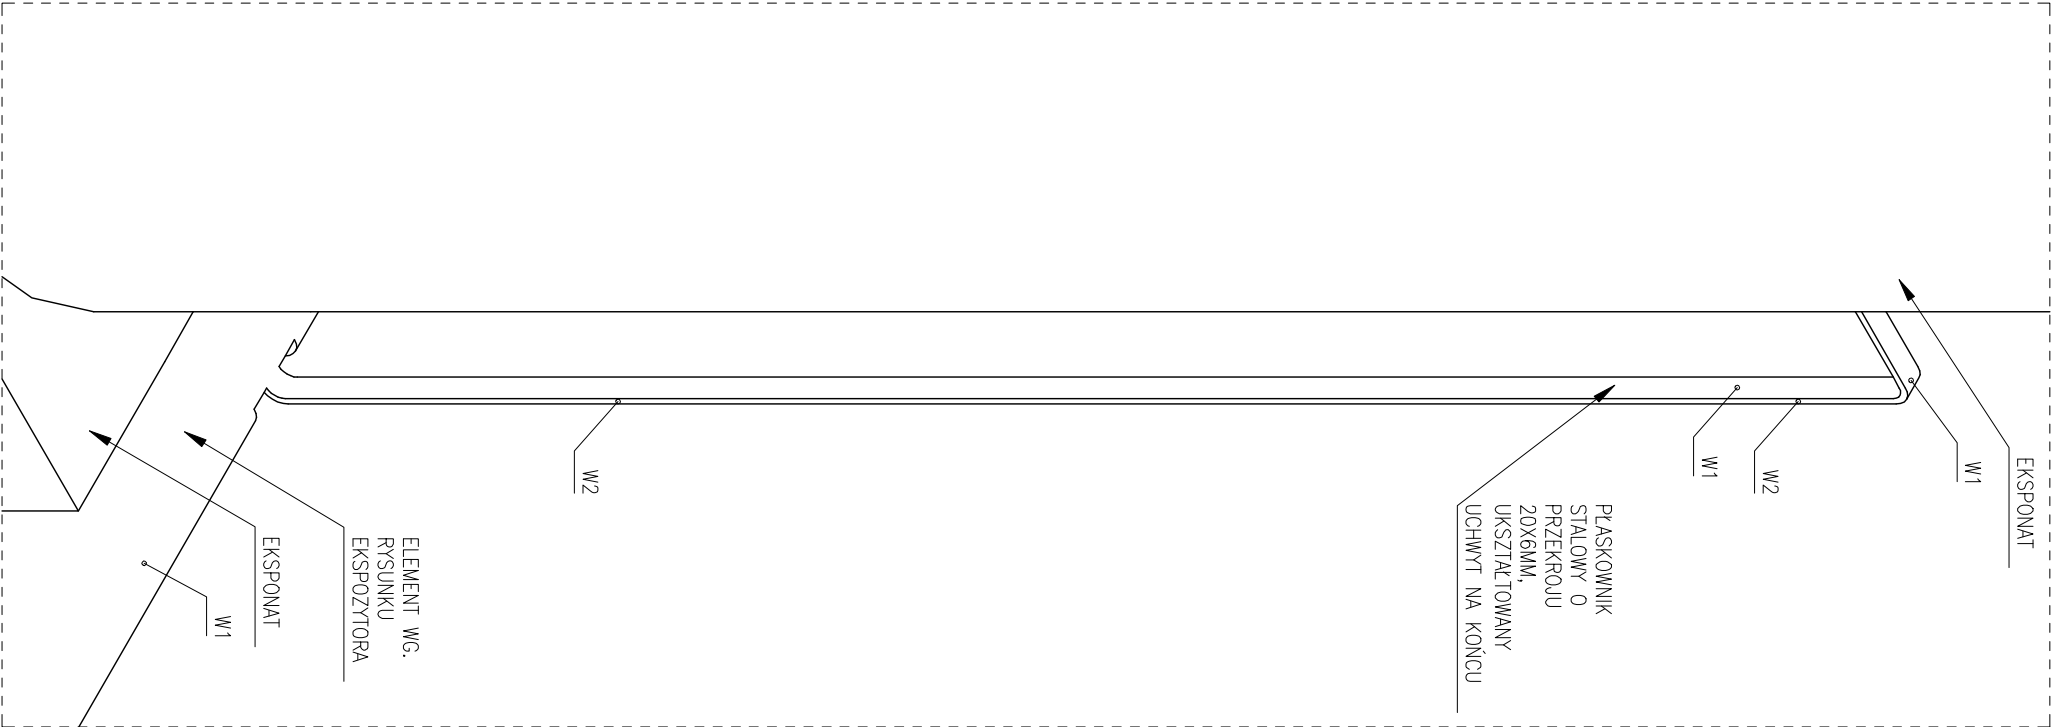 EKSPONAT
W1
W2
W1
PŁASKOWNIK
STALOWY O
PRZEKROJU
20X6MM,
UKSZTAŁTOWANY
UCHWYT NA KOŃCU
W2
ELEMENT WG.
RYSUNKU
EKSPOZYTORA
EKSPONAT
W1